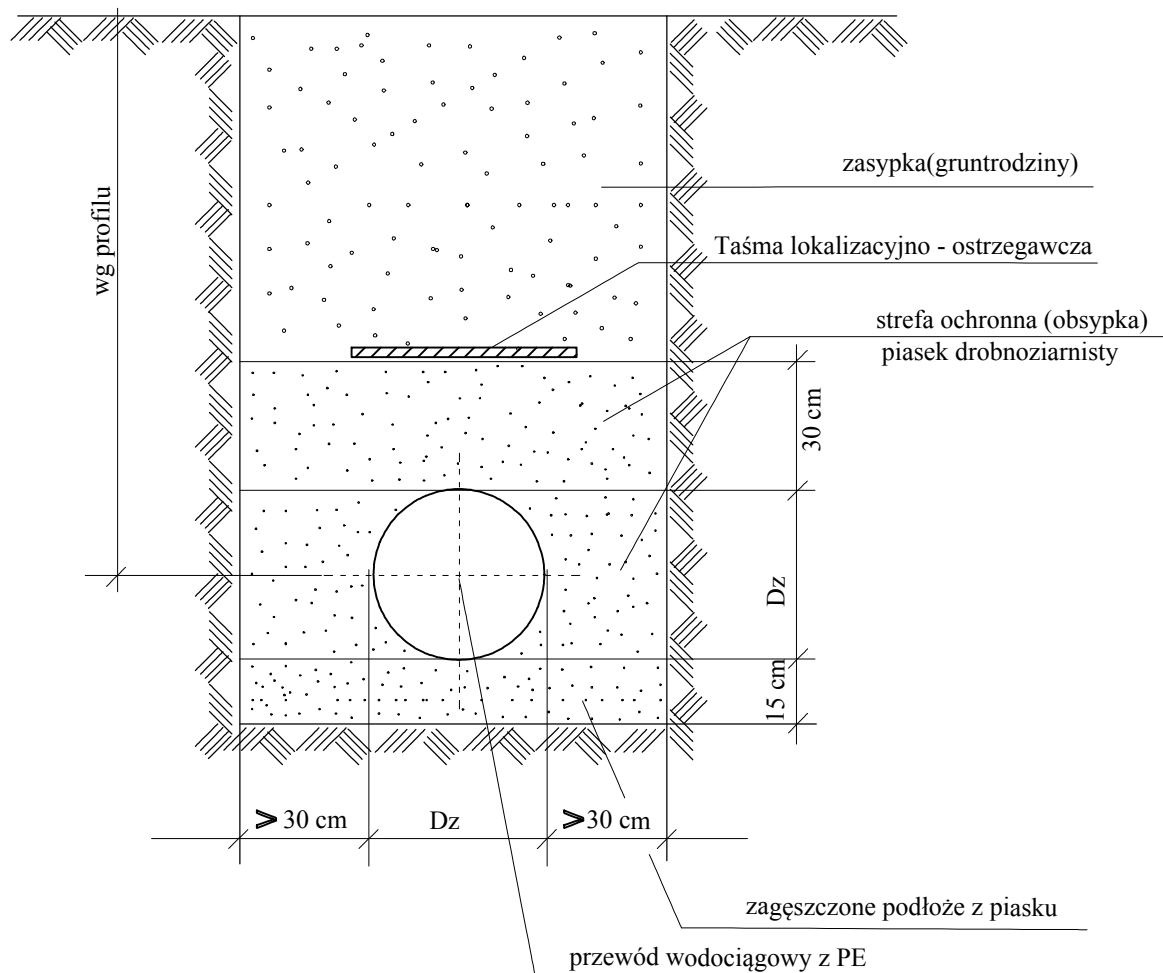 zasypka(gruntrodziny)
wg profilu
Taśma lokalizacyjno - ostrzegawcza
strefa ochronna (obsypka)
piasek drobnoziarnisty
30 cm
Dz
15 cm
⩾ 30 cm
Dz
⩾30 cm
zagęszczone podłoże z piasku
przewód wodociągowy z PE